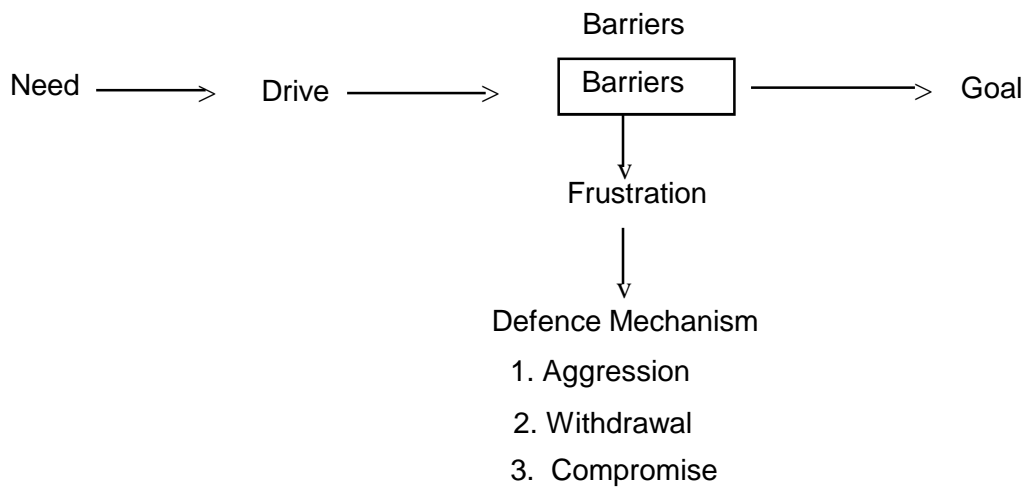 Barriers
Need
Drive
Barriers
Goal
Frustration
Defence Mechanism
1. Aggression
2. Withdrawal
3. Compromise